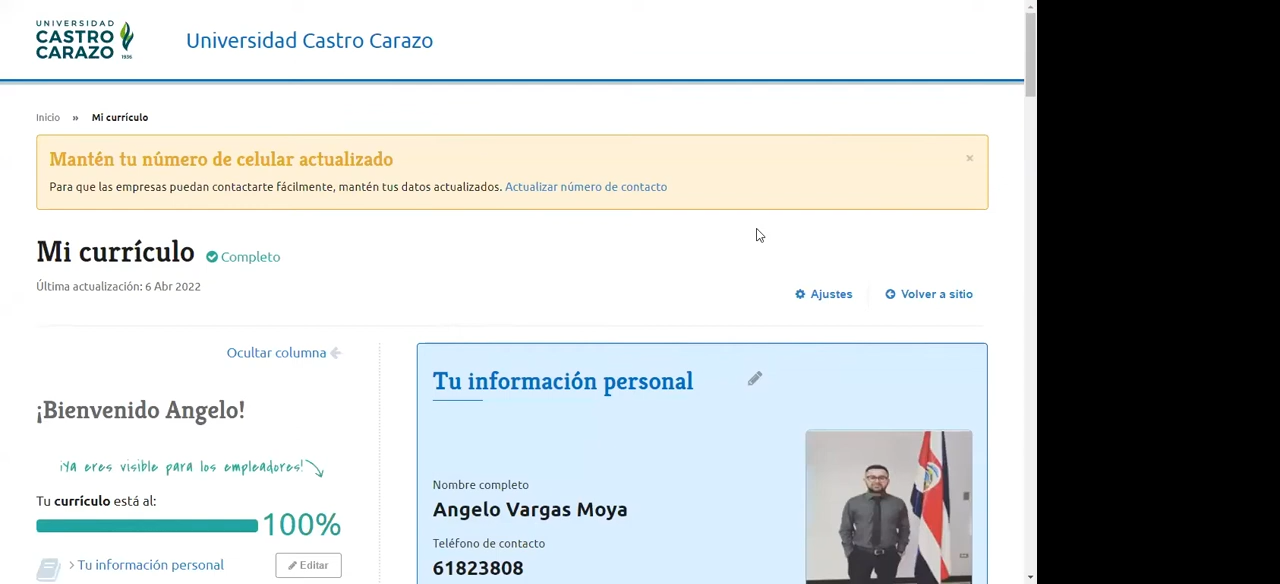 UNIVERSIDAD
CASTRO
CARAZO
1936
Universidad Castro Carazo
Inicio » Mi currículo
Mantén tu número de celular actualizado ×
Para que las empresas puedan contactarte fácilmente, mantén tus datos actualizados. Actualizar número de contacto
Mi currículo Completo
Última actualización: 6 Abr 2022
Ajustes Volver a sitio
Ocultar columna
¡Bienvenido Angelo!
¡Ya eres visible para los empleadores!
Tu currículo está al:
100%
> Tu información personal Editar
Tu información personal
Nombre completo
Angelo Vargas Moya
Teléfono de contacto
61823808